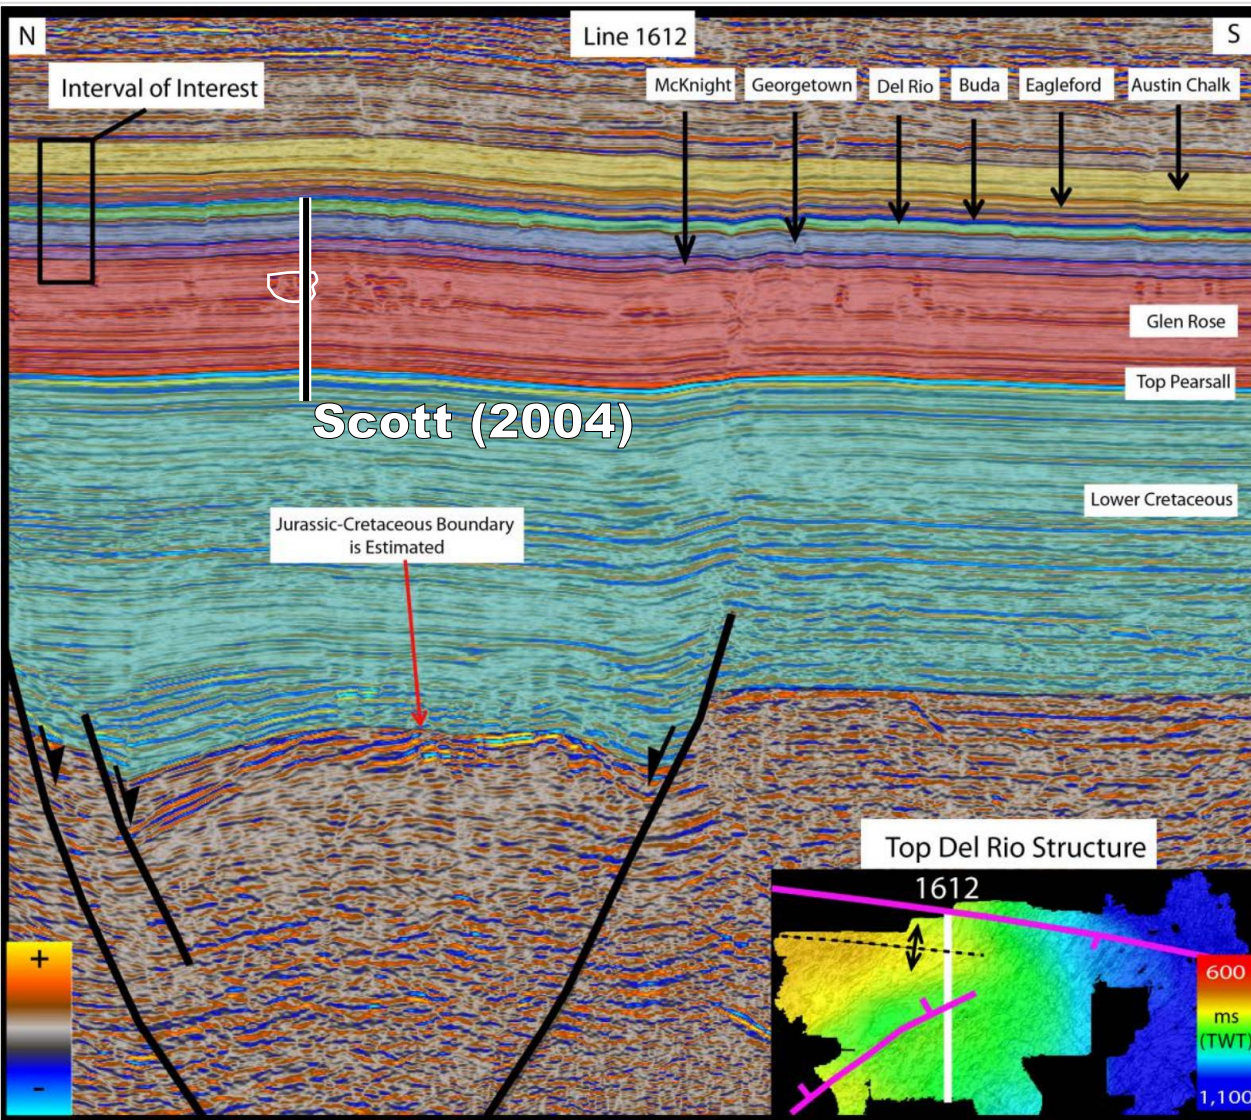 N
Line 1612
S
Interval of Interest
McKnight
Georgetown
Del Rio
Buda
Eagleford
Austin Chalk
Glen Rose
Top Pearsall
Scott (2004)
Lower Cretaceous
Jurassic-Cretaceous Boundary
is Estimated
Top Del Rio Structure
1612
+
-
600
ms
(TWT)
1,100